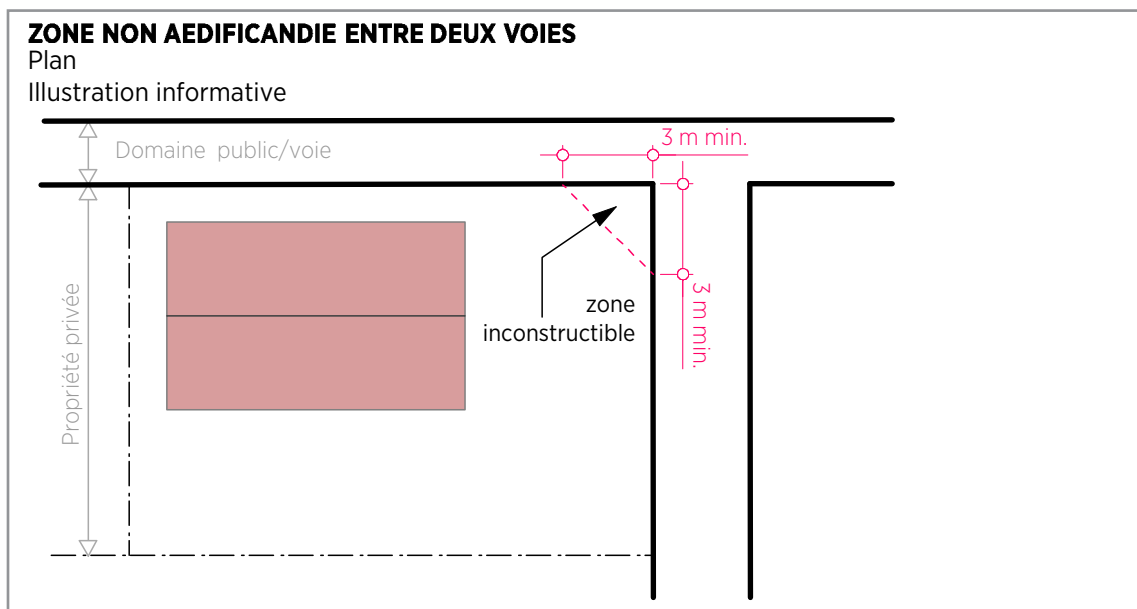 ZONE NON AEDIFICANDIE ENTRE DEUX VOIES
Plan
Illustration informative
Domaine public/voie
3 m min.
3 m min.
zone
inconstructible
Propriété privée